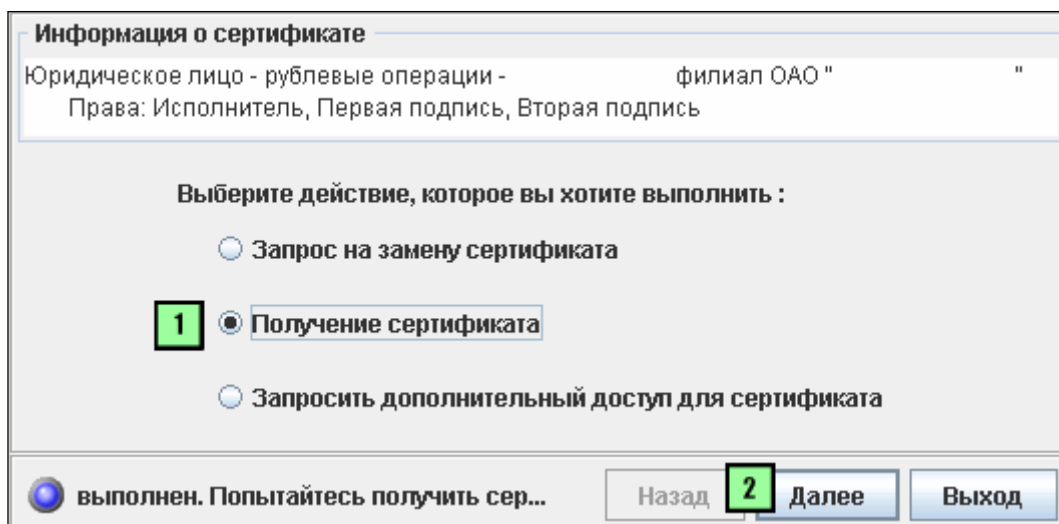 Информация о сертификате
Юридическое лицо - рублевые операции - филиал ОАО " "
Права: Исполнитель, Первая подпись, Вторая подпись
Выберите действие, которое вы хотите выполнить :
Запрос на замену сертификата
1 Получение сертификата
Запросить дополнительный доступ для сертификата
выполнен. Попытайтесь получить сер... Назад 2 Далее Выход